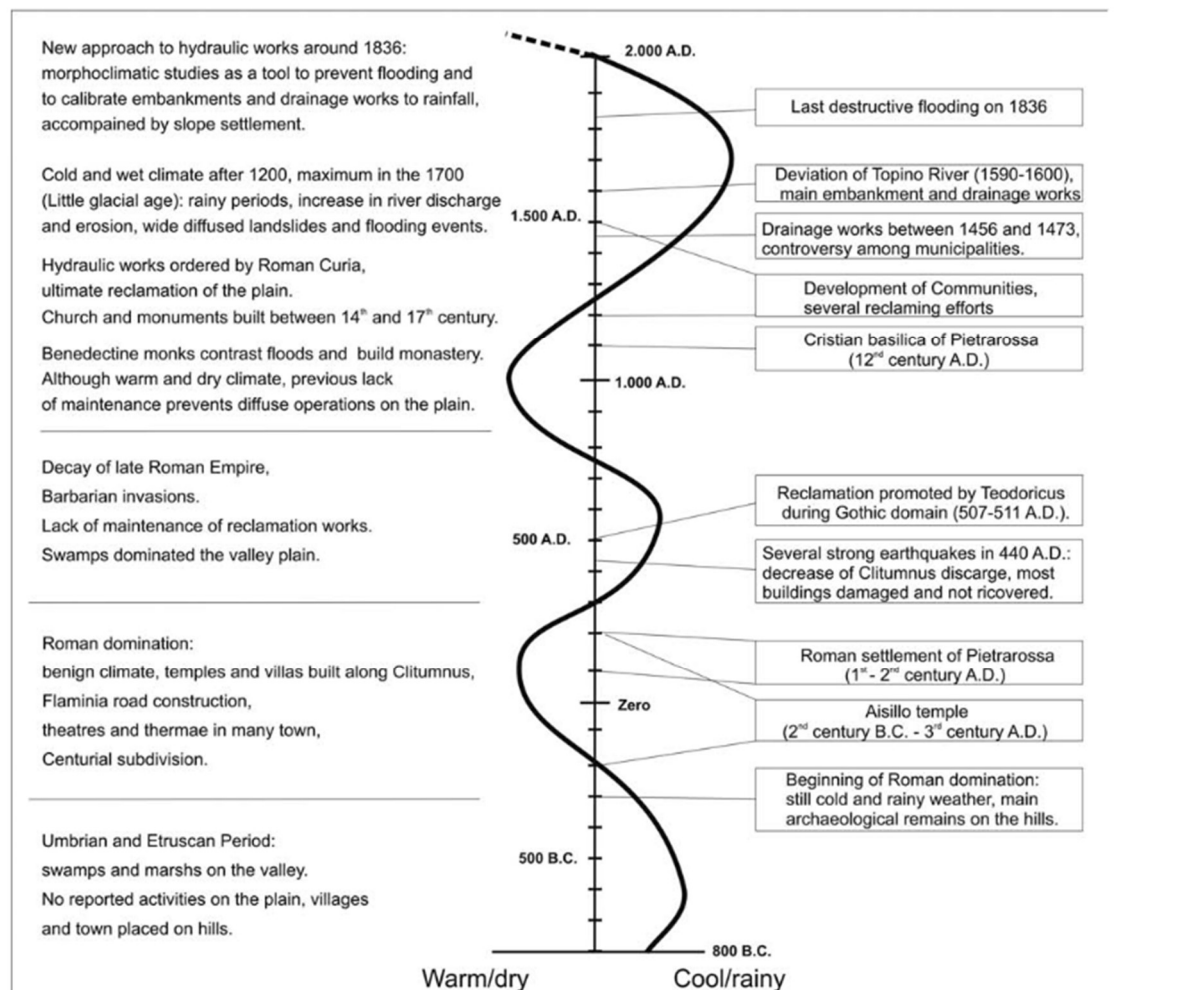 New approach to hydraulic works around 1836:
morphoclimatic studies as a tool to prevent flooding and
to calibrate embankments and drainage works to rainfall,
accompained by slope settlement.
Cold and wet climate after 1200, maximum in the 1700
(Little glacial age): rainy periods, increase in river discharge
and erosion, wide diffused landslides and flooding events.
Hydraulic works ordered by Roman Curia,
ultimate reclamation of the plain.
Church and monuments built between 14th and 17th century.
Benedectine monks contrast floods and build monastery.
Although warm and dry climate, previous lack
of maintenance prevents diffuse operations on the plain.
Decay of late Roman Empire,
Barbarian invasions.
Lack of maintenance of reclamation works.
Swamps dominated the valley plain.
Roman domination:
benign climate, temples and villas built along Clitumnus,
Flaminia road construction,
theatres and thermae in many town,
Centurial subdivision.
Umbrian and Etruscan Period:
swamps and marshs on the valley.
No reported activities on the plain, villages
and town placed on hills.
2.000 A.D.
1.500 A.D.
1.000 A.D.
500 A.D.
Zero
500 B.C.
800 B.C.
Warm/dry
Cool/rainy
Last destructive flooding on 1836
Deviation of Topino River (1590-1600),
main embankment and drainage works
Drainage works between 1456 and 1473,
controversy among municipalities.
Development of Communities,
several reclaming efforts
Cristian basilica of Pietrarossa
(12nd century A.D.)
Reclamation promoted by Teodoricus
during Gothic domain (507-511 A.D.).
Several strong earthquakes in 440 A.D.:
decrease of Clitumnus discarge, most
buildings damaged and not ricovered.
Roman settlement of Pietrarossa
(1st - 2nd century A.D.)
Aisillo temple
(2nd century B.C. - 3rd century A.D.)
Beginning of Roman domination:
still cold and rainy weather, main
archaeological remains on the hills.